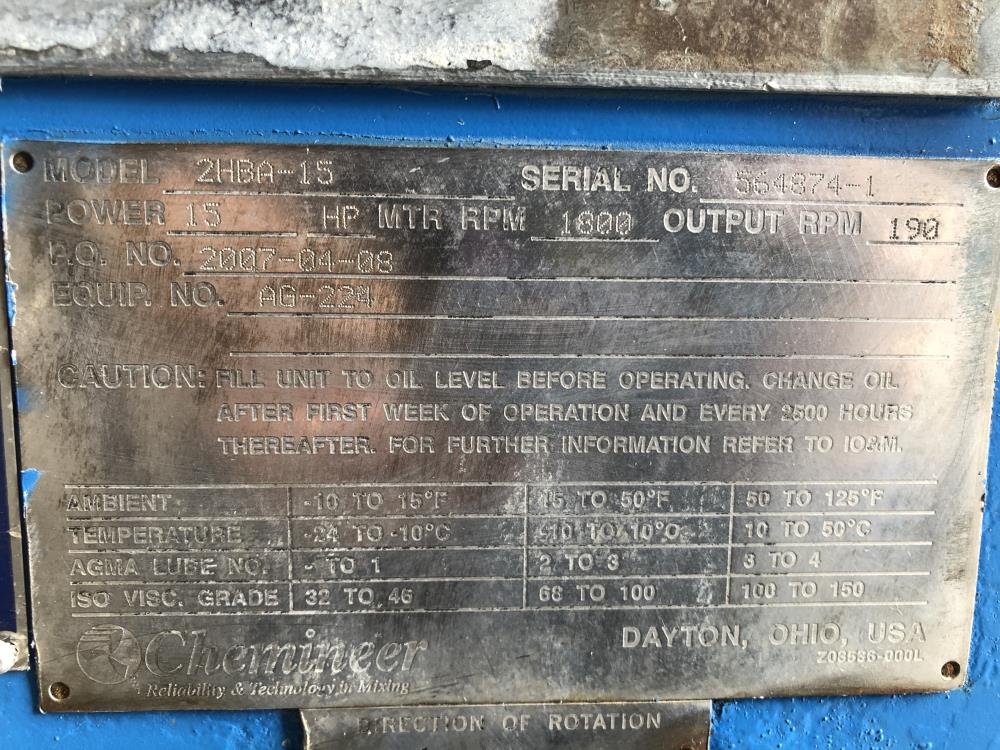 MODEL 2HBA-15 SERIAL NO. 564874-1
POWER 15 HP MTR RPM 1800 OUTPUT RPM 190
P.O. NO. 2007-04-08
EQUIP. NO. AG-224
CAUTION: FILL UNIT TO OIL LEVEL BEFORE OPERATING. CHANGE OIL
AFTER FIRST WEEK OF OPERATION AND EVERY 2500 HOURS
THEREAFTER. FOR FURTHER INFORMATION REFER TO IO&M.
AMBIENT -10 TO 15°F 15 TO 50°F 50 TO 125°F
TEMPERATURE -24 TO -10°C -10 TO 10°C 10 TO 50°C
AGMA LUBE NO. - TO 1 2 TO 3 3 TO 4
ISO VISC. GRADE 32 TO 46 68 TO 100 100 TO 150
Chemineer DAYTON, OHIO, USA
Reliability & Technology in Mixing Z08586-000L
DIRECTION OF ROTATION